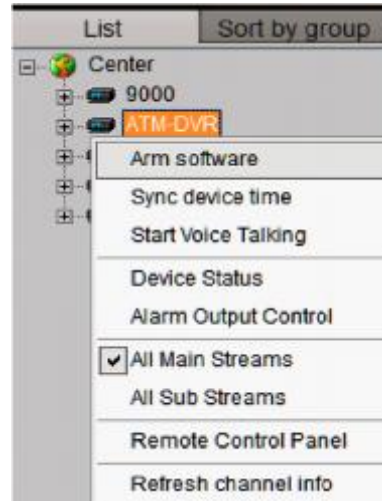 List Sort by group
Center
9000
ATM-DVR
Arm software
Sync device time
Start Voice Talking
Device Status
Alarm Output Control
All Main Streams
All Sub Streams
Remote Control Panel
Refresh channel info